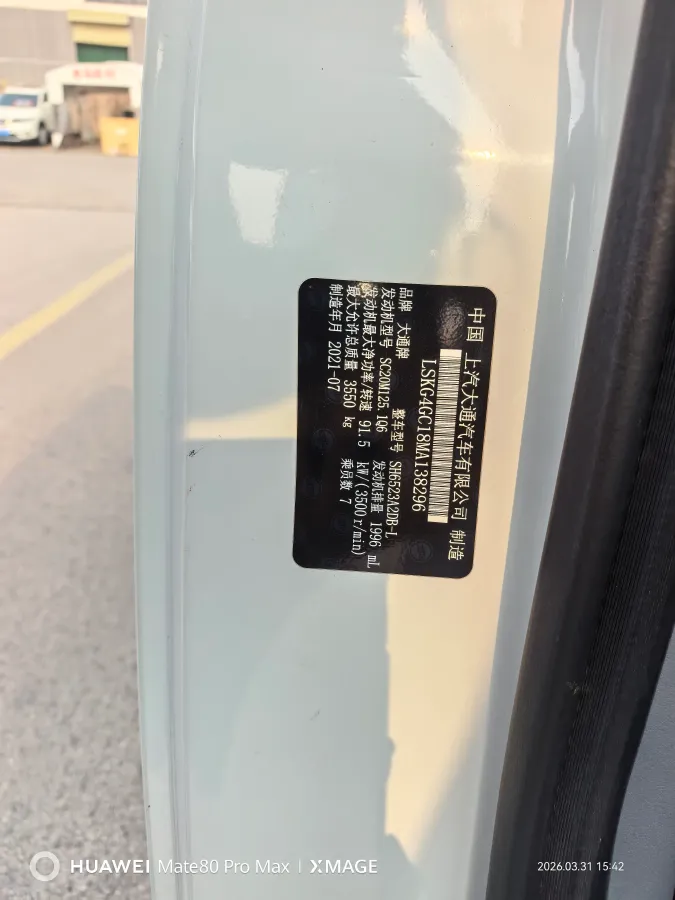 中国 上汽大通汽车有限公司 制造
LSKG4GC18MA138296
品牌 大通牌 整车型号 SH6523A2DB-L
发动机型号 SC20M125.1Q6 发动机排量 1996 mL
发动机最大净功率/转速 91.5 kW/(3500r/min)
最大允许总质量 3550 kg 乘员数 7
制造年月 2021-07
HUAWEI Mate80 Pro Max | XMAGE
2026.03.31 15:42